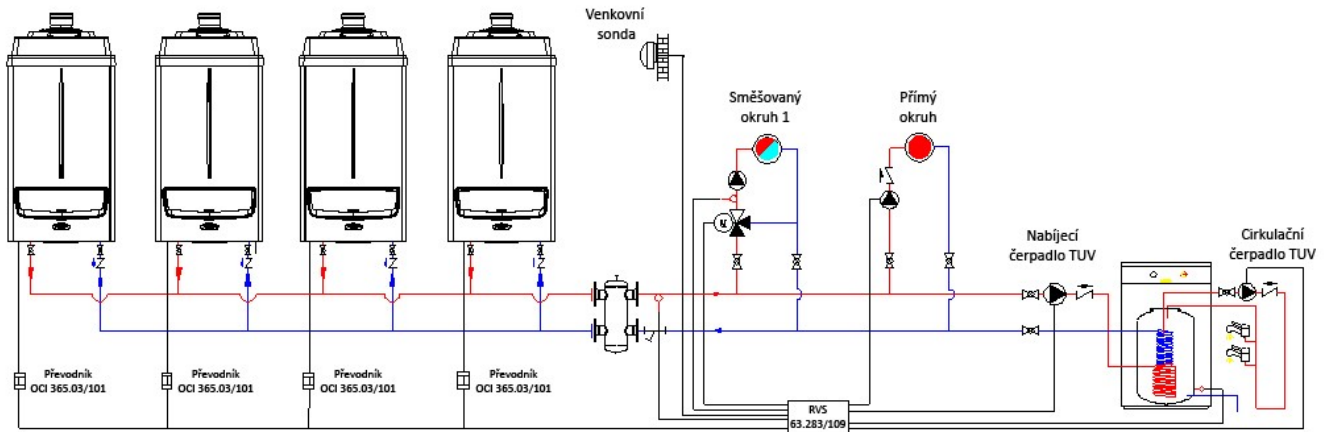 Venkovní
sonda
Směšovaný
okruh 1
Přímý
okruh
Nabíjecí
čerpadlo TUV
Cirkulační
čerpadlo TUV
Převodník
OCI 365.03/101
Převodník
OCI 365.03/101
Převodník
OCI 365.03/101
Převodník
OCI 365.03/101
RVS
63.283/109